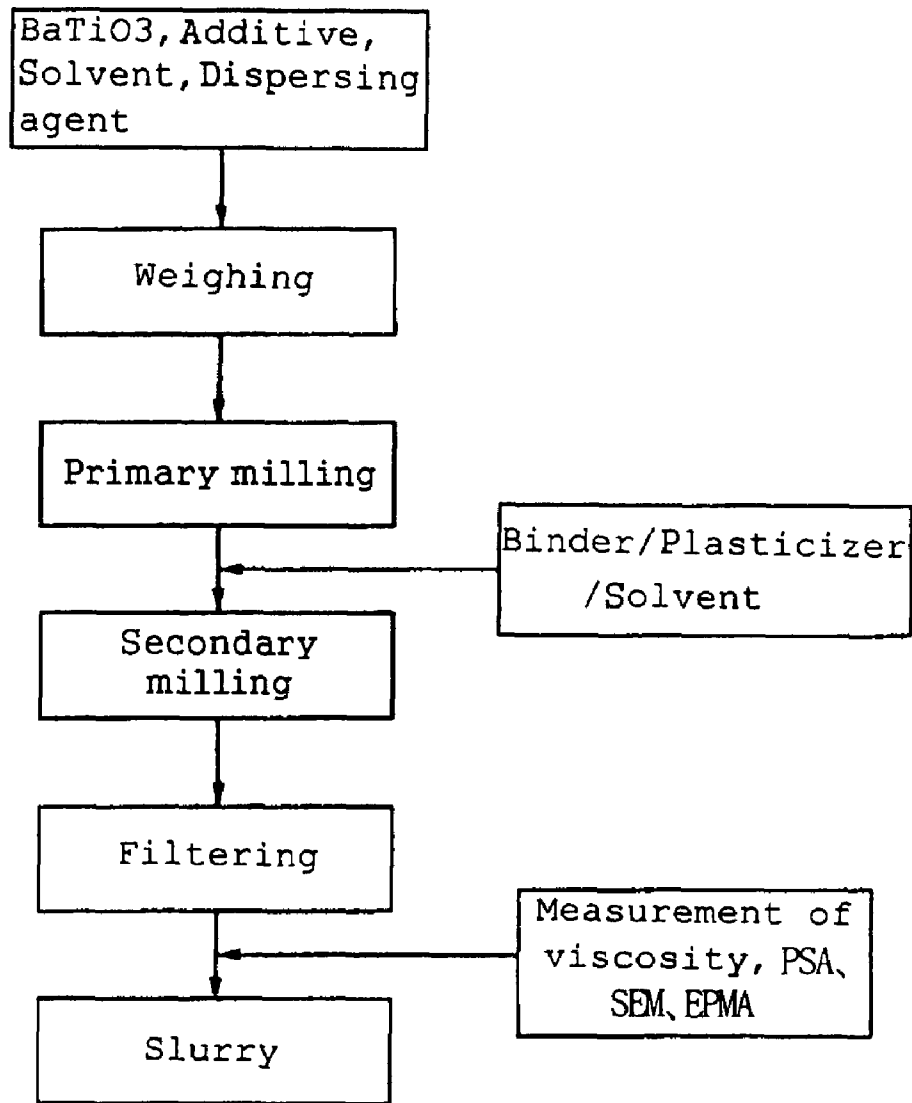 BaTiO3, Additive,
Solvent, Dispersing
agent
Weighing
Primary milling
Binder/Plasticizer
/Solvent
Secondary
milling
Filtering
Measurement of
viscosity, PSA、
SEM、EPMA
Slurry